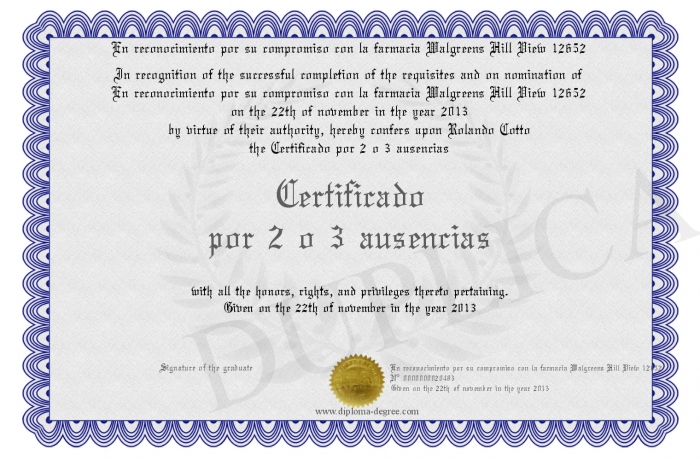 En reconocimiento por su compromiso con la farmacia Walgreens Hill View 12652
In recognition of the successful completion of the requisites and on nomination of
En reconocimiento por su compromiso con la farmacia Walgreens Hill View 12652
on the 22th of november in the year 2013
by virtue of their authority, hereby confers upon Rolando Cotto
the Certificado por 2 o 3 ausencias
Certificado
por 2 o 3 ausencias
with all the honors, rights, and privileges thereto pertaining.
Given on the 22th of november in the year 2013
Signature of the graduate
En reconocimiento por su compromiso con la farmacia Walgreens Hill View 12652
Nº
Given on the 22th of november in the year 2013
www.diploma-degree.com
DUPLICA